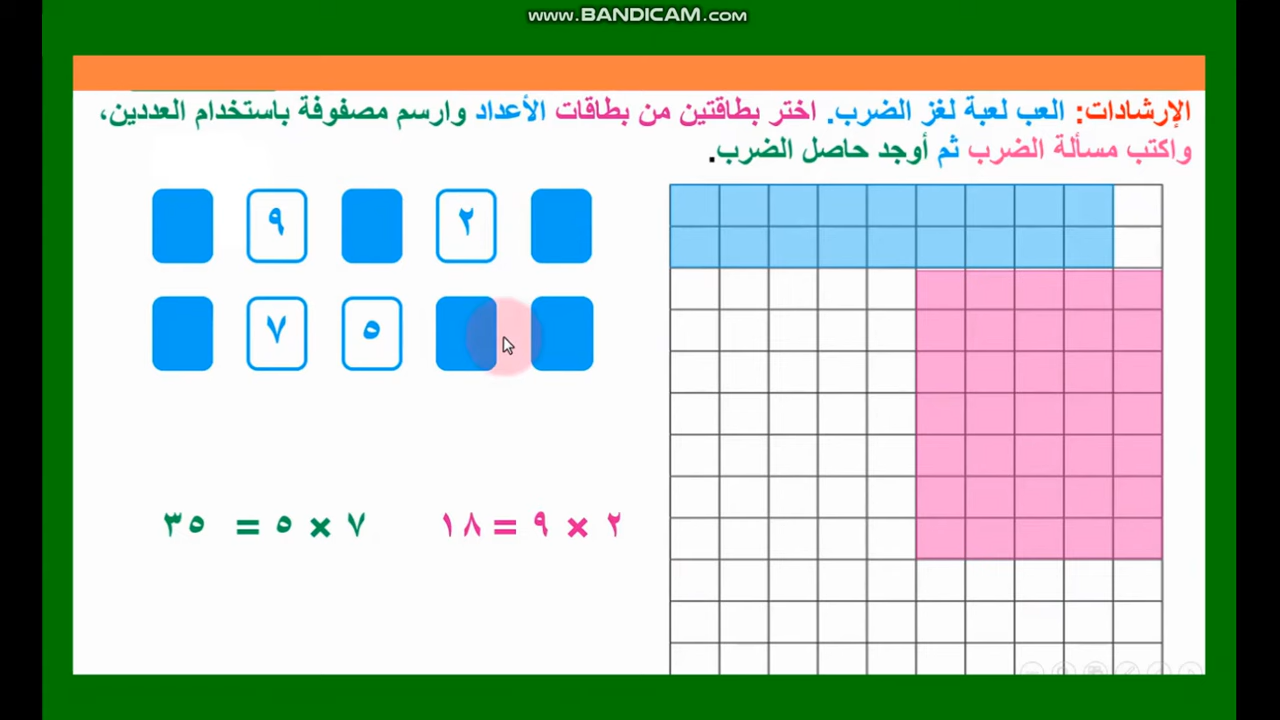 www.BANDICAM.com
الإرشادات: العب لعبة لغز الضرب. اختر بطاقتين من بطاقات الأعداد وارسم مصفوفة باستخدام العددين،
واكتب مسألة الضرب ثم أوجد حاصل الضرب.
٩ ٢
٧ ٥
٢ × ٩ = ١٨
٧ × ٥ = ٣٥